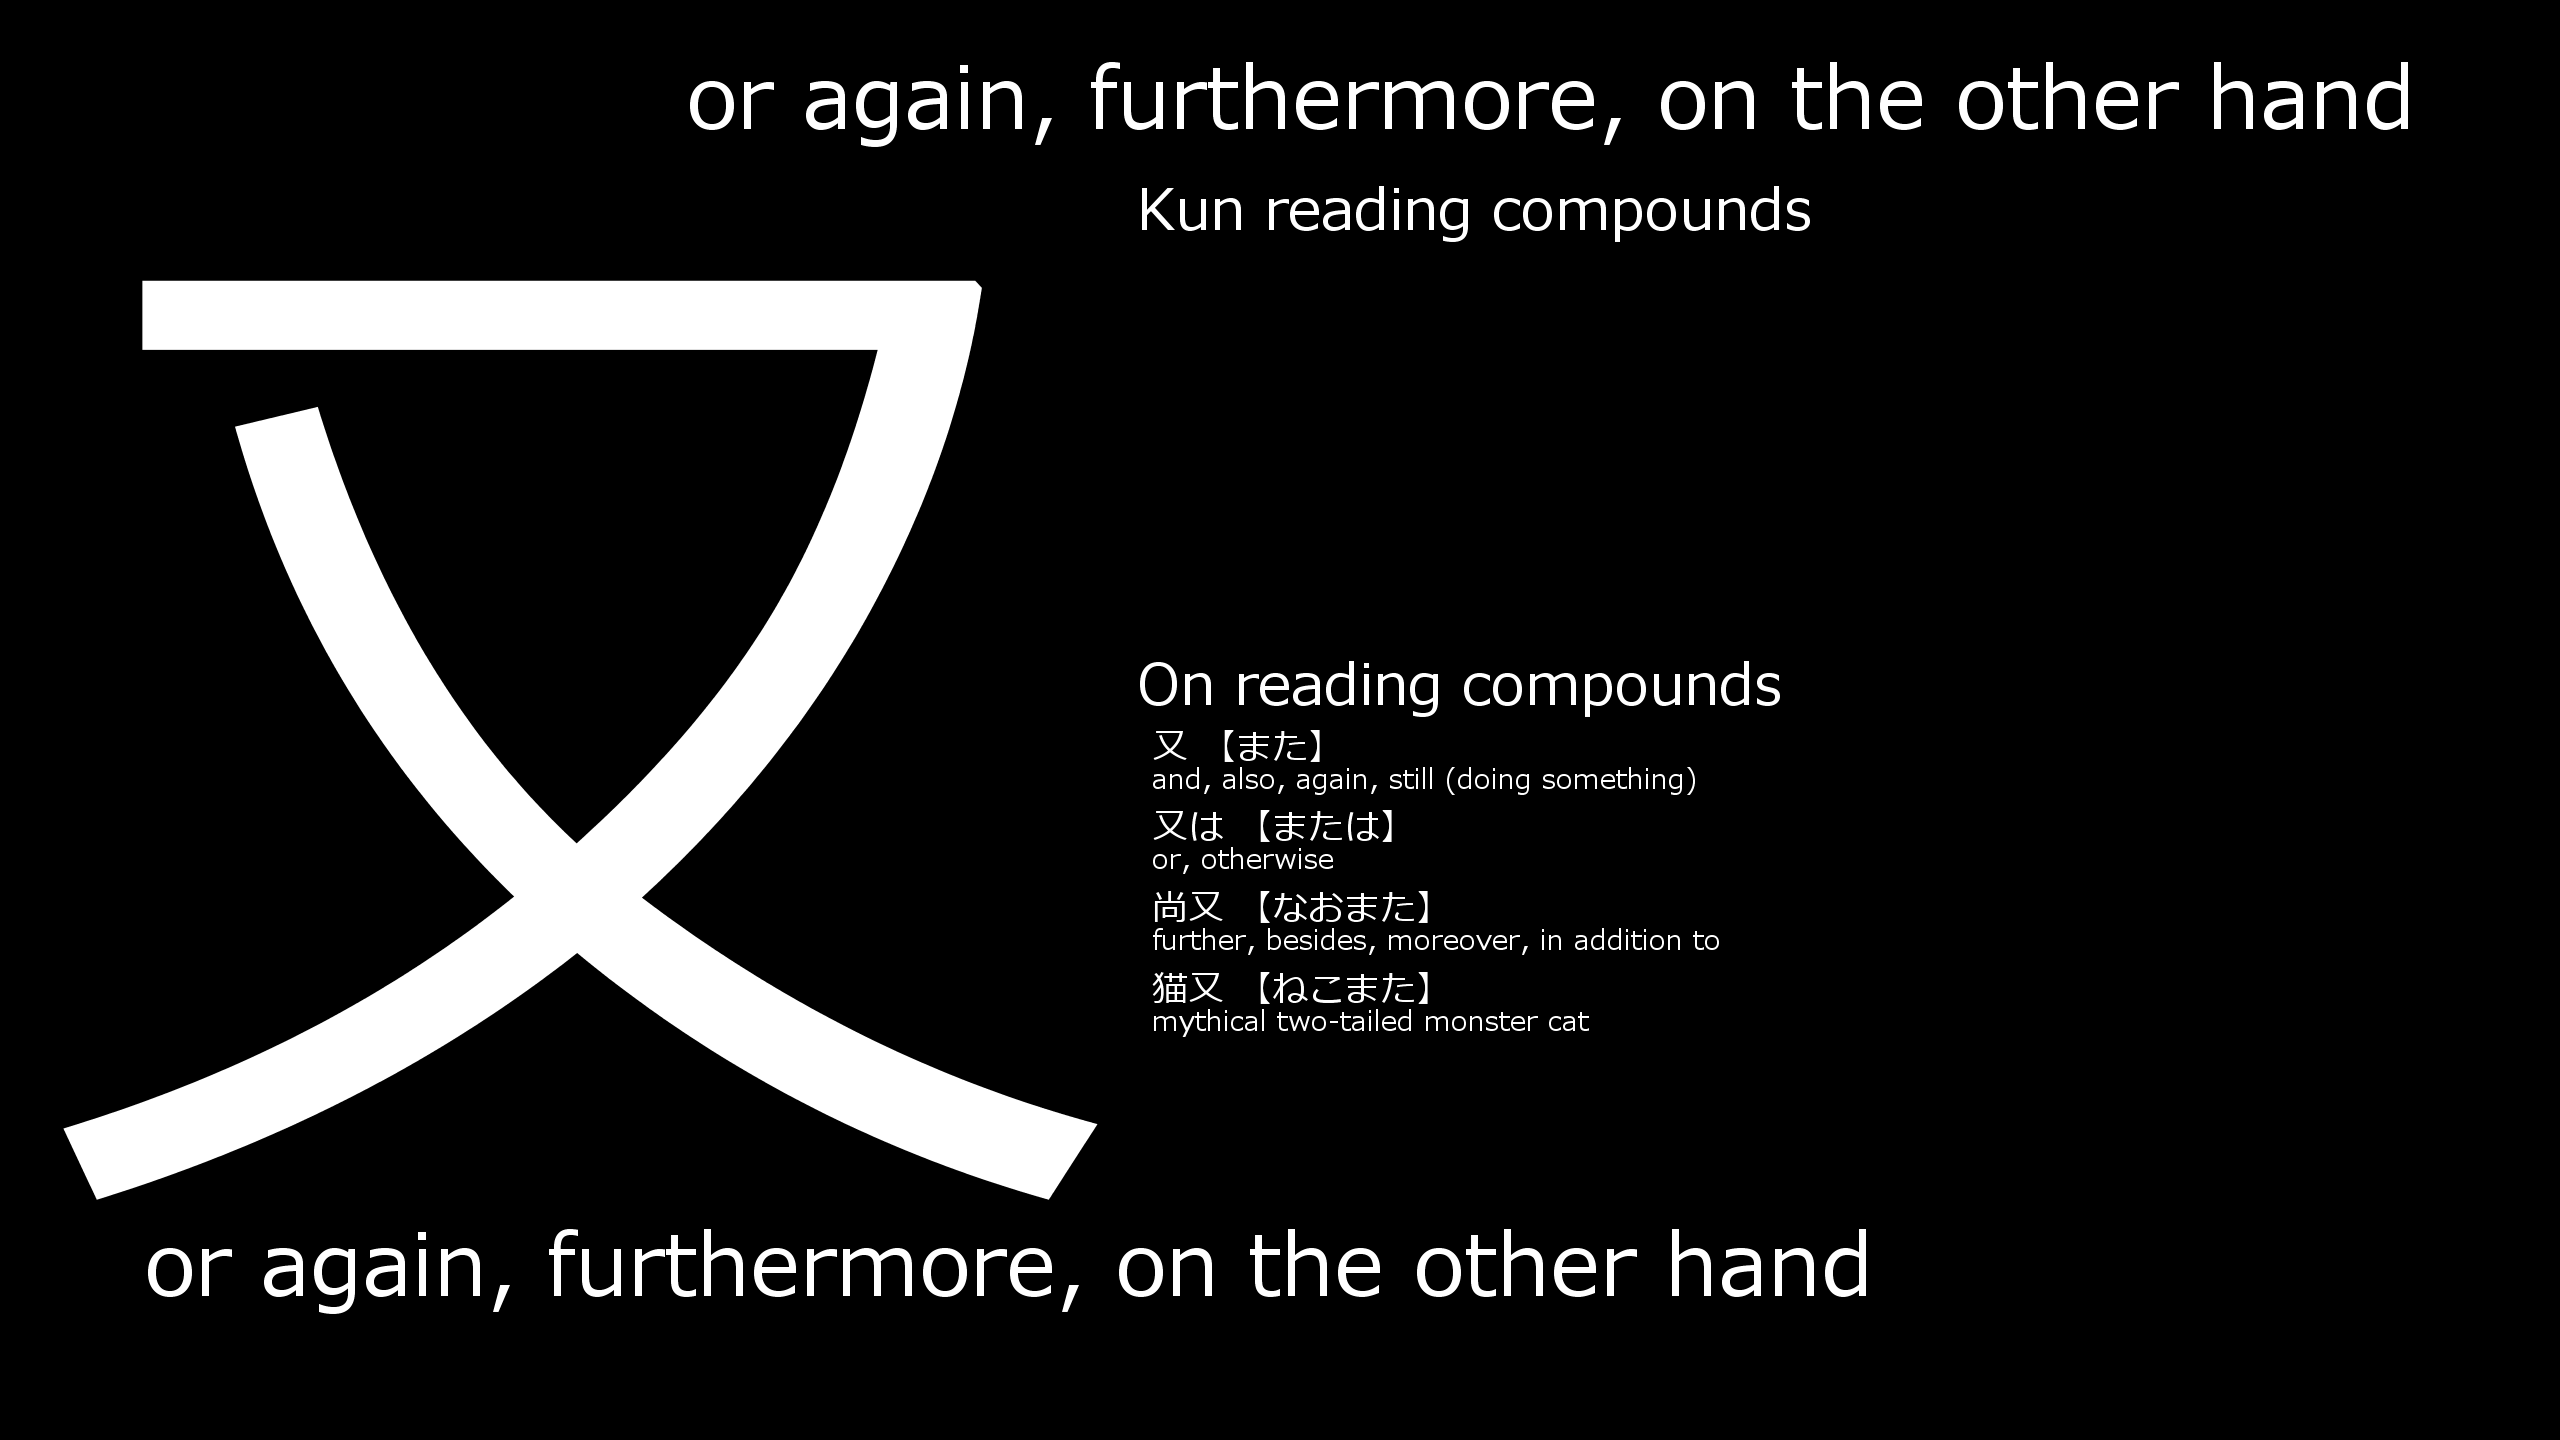 or again, furthermore, on the other hand
Kun reading compounds
又
On reading compounds
又 【また】
and, also, again, still (doing something)
又は 【または】
or, otherwise
尚又 【なおまた】
further, besides, moreover, in addition to
猫又 【ねこまた】
mythical two-tailed monster cat
or again, furthermore, on the other hand